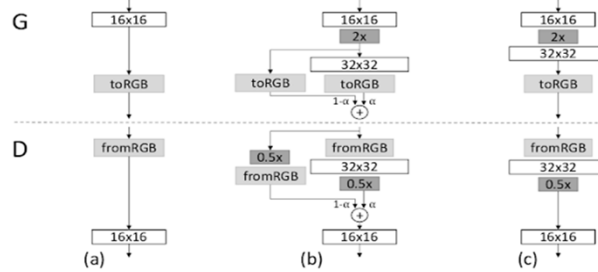 G
16x16
toRGB
16x16
2x
32x32
toRGB
toRGB
1-α
α
+
16x16
2x
32x32
toRGB
D
fromRGB
16x16
0.5x
fromRGB
fromRGB
32x32
0.5x
1-α
α
+
16x16
fromRGB
32x32
0.5x
16x16
(a)
(b)
(c)